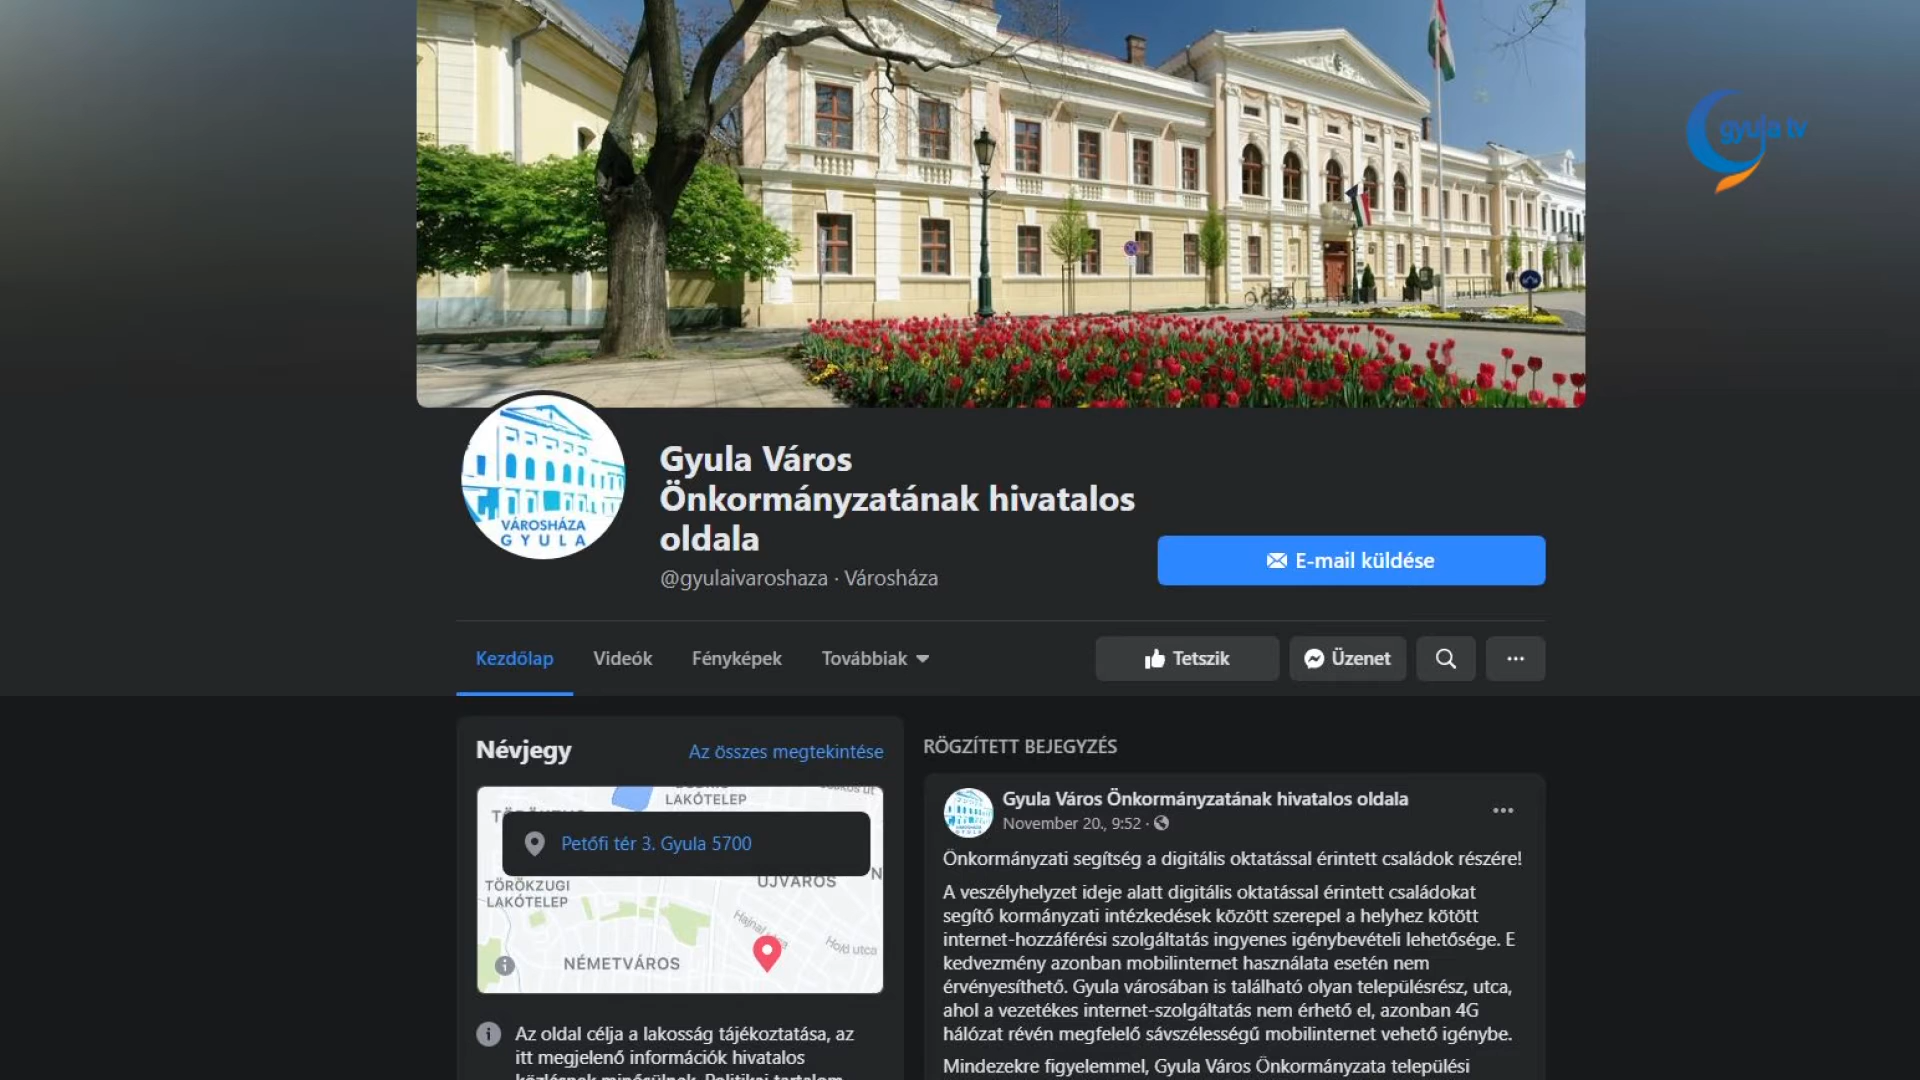 gyula tv
VÁROSHÁZA
GYULA
Gyula Város
Önkormányzatának hivatalos
oldala
@gyulaivaroshaza · Városháza
E-mail küldése
Kezdőlap
Videók
Fényképek
Továbbiak
Tetszik
Üzenet
Névjegy
Az összes megtekintése
LAKÓTELEP
Petőfi tér 3. Gyula 5700
ÚJVÁROS
N
TÖRÖKZUGI
LAKÓTELEP
Hold utca
NÉMETVÁROS
Az oldal célja a lakosság tájékoztatása, az
itt megjelenő információk hivatalos
közlésnek minősülnek. Politikai tartalom
RÖGZÍTETT BEJEGYZÉS
Gyula Város Önkormányzatának hivatalos oldala
November 20., 9:52 ·
Önkormányzati segítség a digitális oktatással érintett családok részére!
A veszélyhelyzet ideje alatt digitális oktatással érintett családokat
segítő kormányzati intézkedések között szerepel a helyhez kötött
internet-hozzáférési szolgáltatás ingyenes igénybevételi lehetősége. E
kedvezmény azonban mobilinternet használata esetén nem
érvényesíthető. Gyula városában is található olyan településrész, utca,
ahol a vezetékes internet-szolgáltatás nem érhető el, azonban 4G
hálózat révén megfelelő sávszélességű mobilinternet vehető igénybe.
Mindezekre figyelemmel, Gyula Város Önkormányzata települési